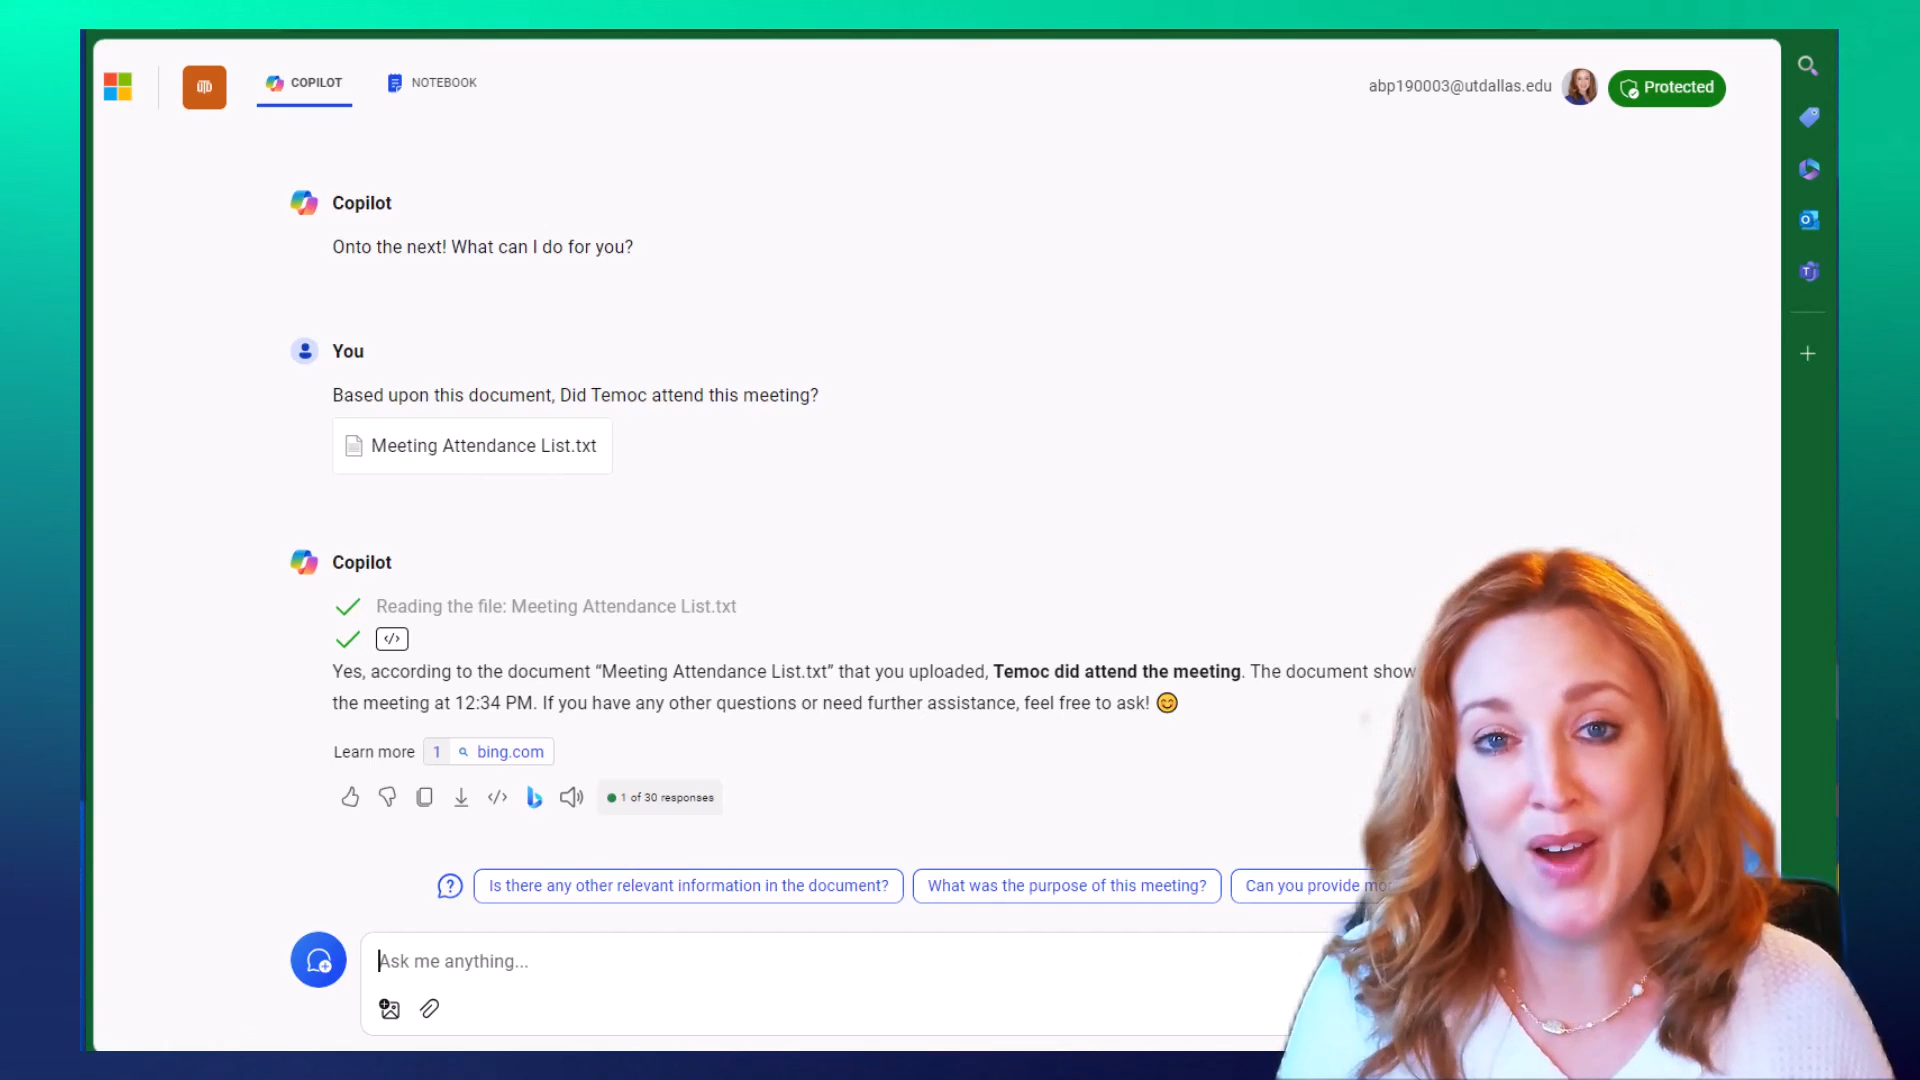 UTD
COPILOT
NOTEBOOK
abp190003@utdallas.edu
Protected
Copilot
Onto the next! What can I do for you?
You
Based upon this document, Did Temoc attend this meeting?
Meeting Attendance List.txt
Copilot
Reading the file: Meeting Attendance List.txt
</>
Yes, according to the document “Meeting Attendance List.txt” that you uploaded, Temoc did attend the meeting. The document show
the meeting at 12:34 PM. If you have any other questions or need further assistance, feel free to ask! 😊
Learn more 1 bing.com
</> 1 of 30 responses
Is there any other relevant information in the document? What was the purpose of this meeting? Can you provide mo
Ask me anything...